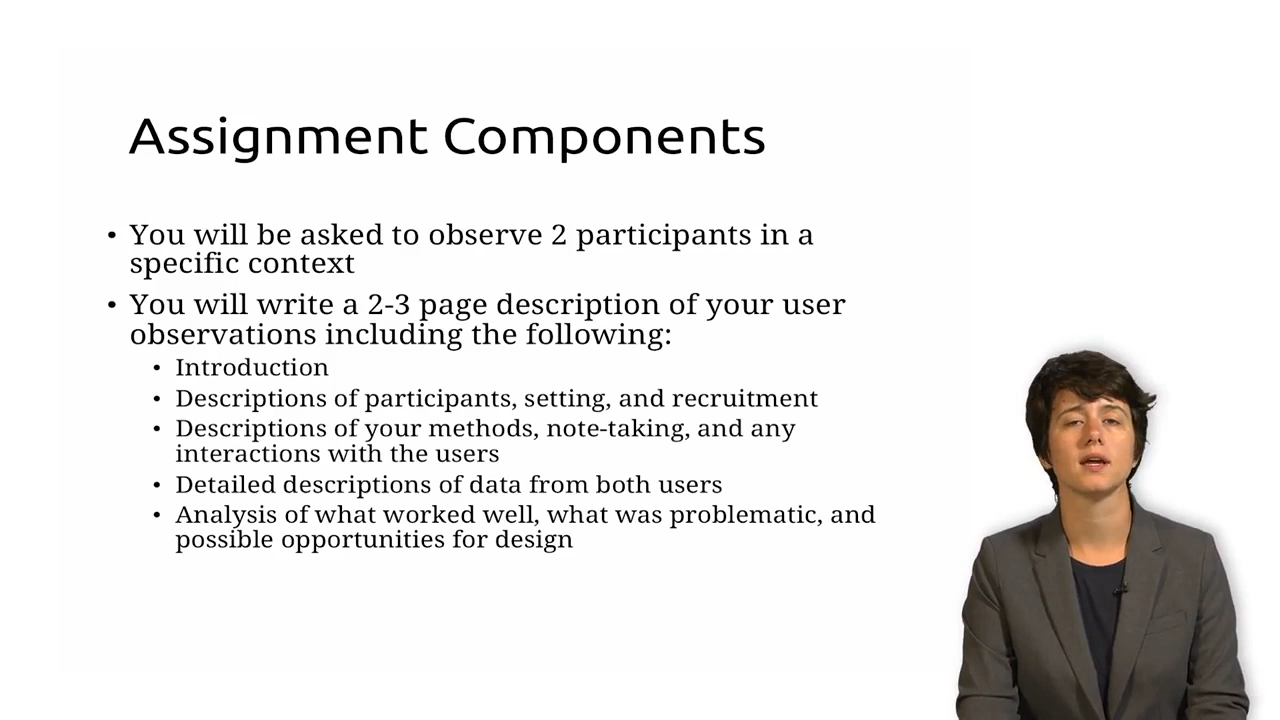 Assignment Components
• You will be asked to observe 2 participants in a
specific context
• You will write a 2-3 page description of your user
observations including the following:
• Introduction
• Descriptions of participants, setting, and recruitment
• Descriptions of your methods, note-taking, and any
interactions with the users
• Detailed descriptions of data from both users
• Analysis of what worked well, what was problematic, and
possible opportunities for design